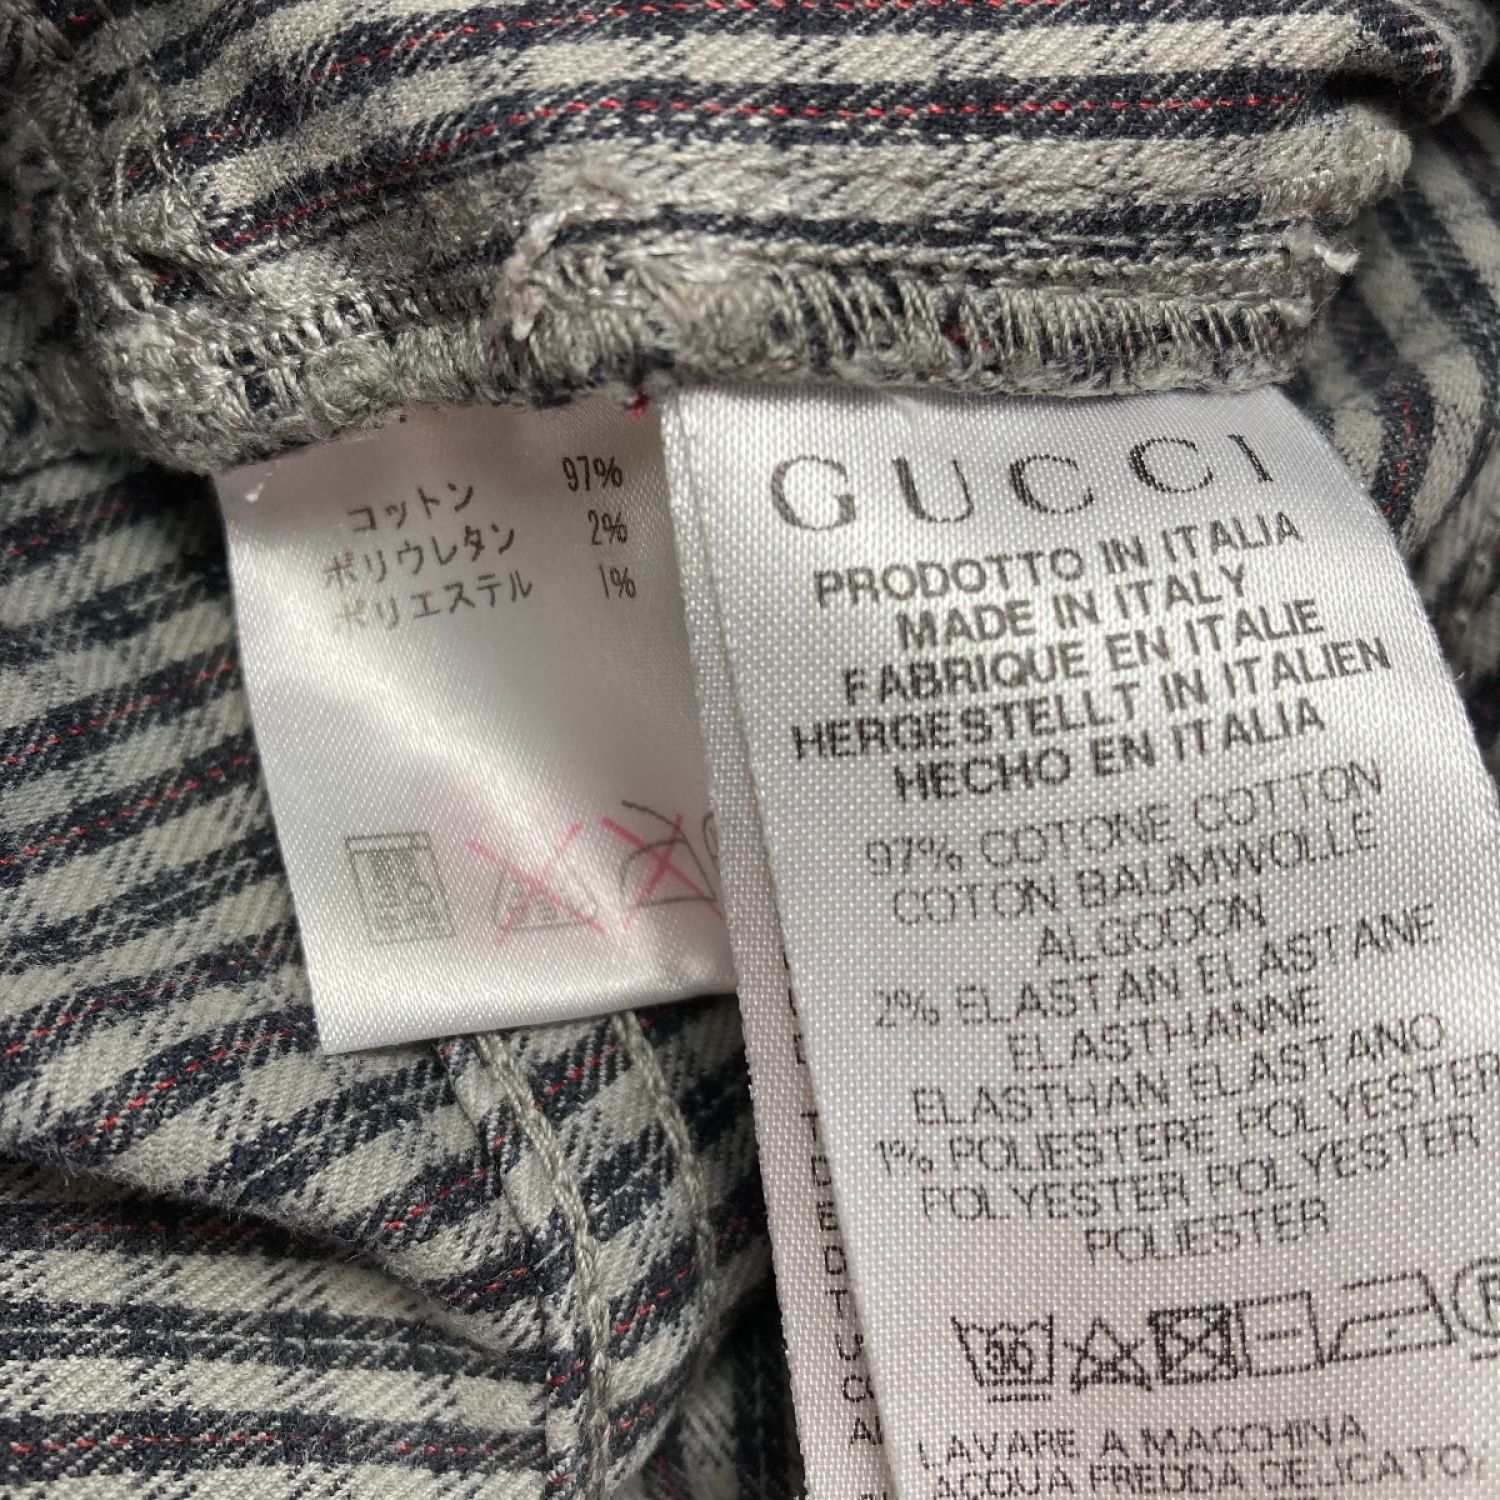 コットン 97%
ポリウレタン 2%
ポリエステル 1%
GUCCI
PRODOTTO IN ITALIA
MADE IN ITALY
FABRIQUE EN ITALIE
HERGESTELLT IN ITALIEN
HECHO EN ITALIA
97% COTONE COTTON
COTON BAUMWOLLE
ALGODON
2% ELASTAN ELASTANE
ELASTHANNE
ELASTHAN ELASTANO
1% POLIESTERE POLYESTER
POLYESTER POLYESTER
POLIESTER
30
LAVARE A MACCHINA
ACQUA FREDDA DELICATO